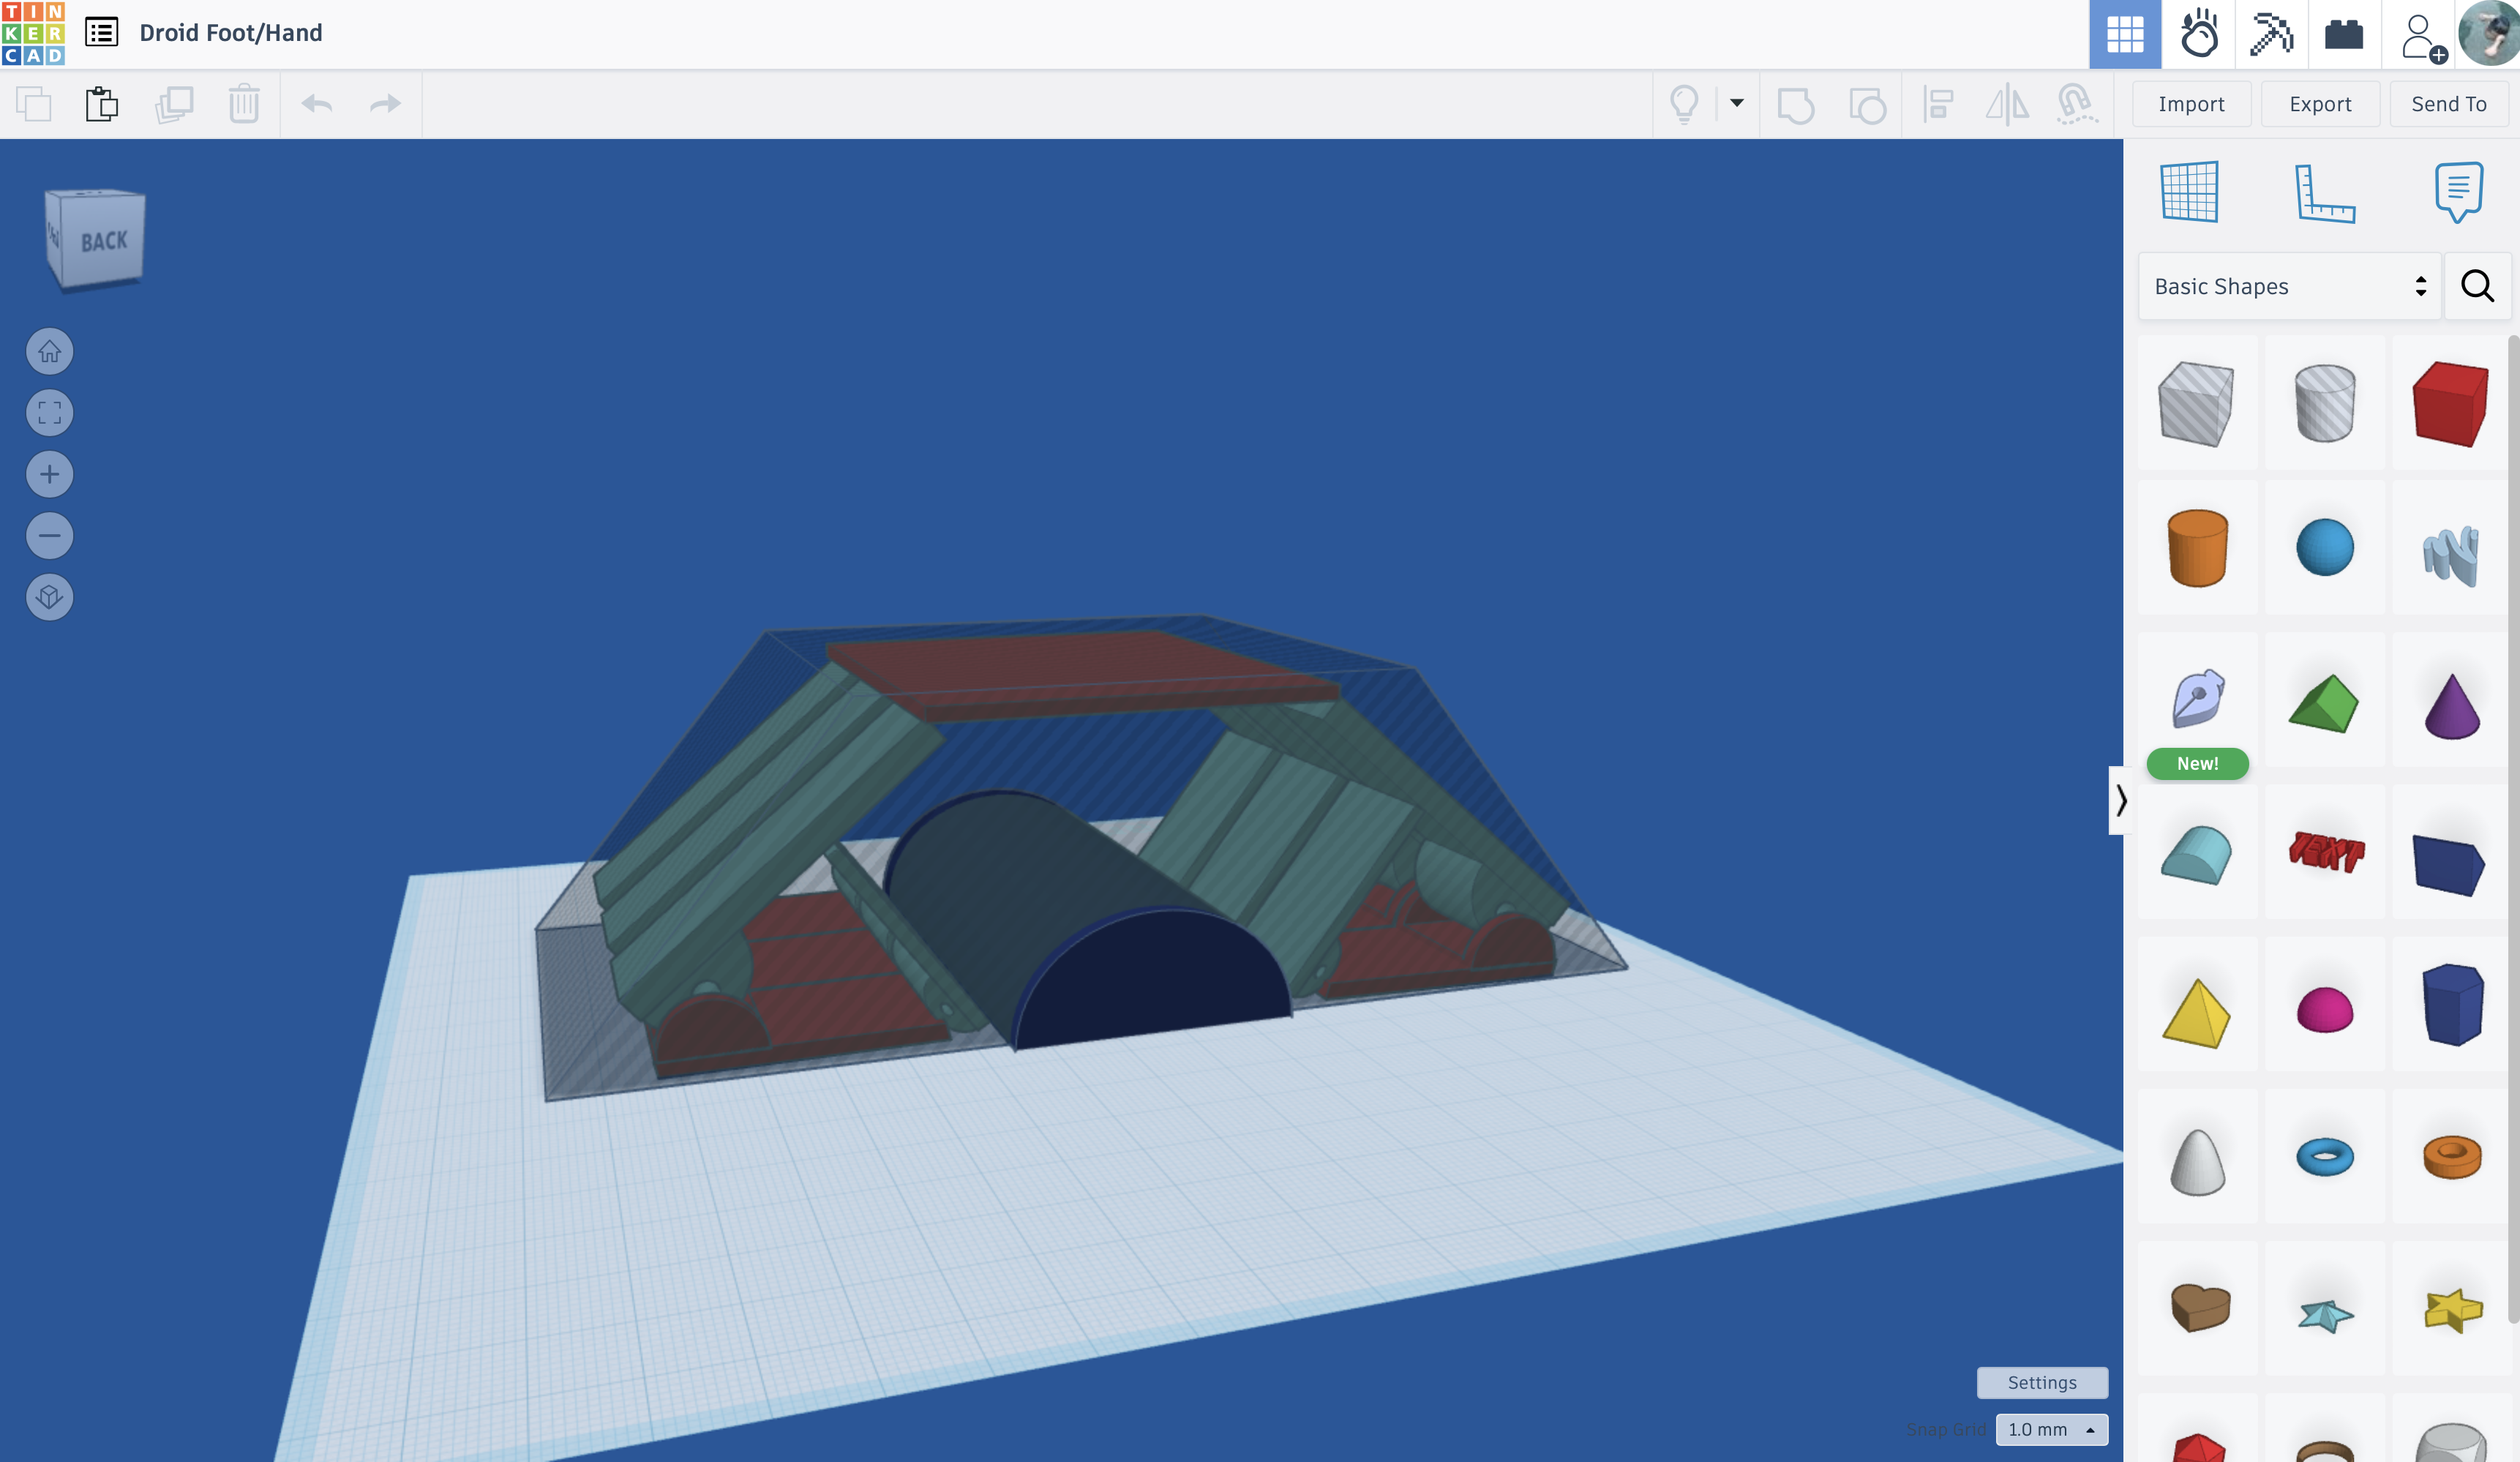 TIN
KER
CAD
Droid Foot/Hand
Import
Export
Send To
BACK
Basic Shapes
New!
TEXT
Settings
Snap Grid
1.0 mm